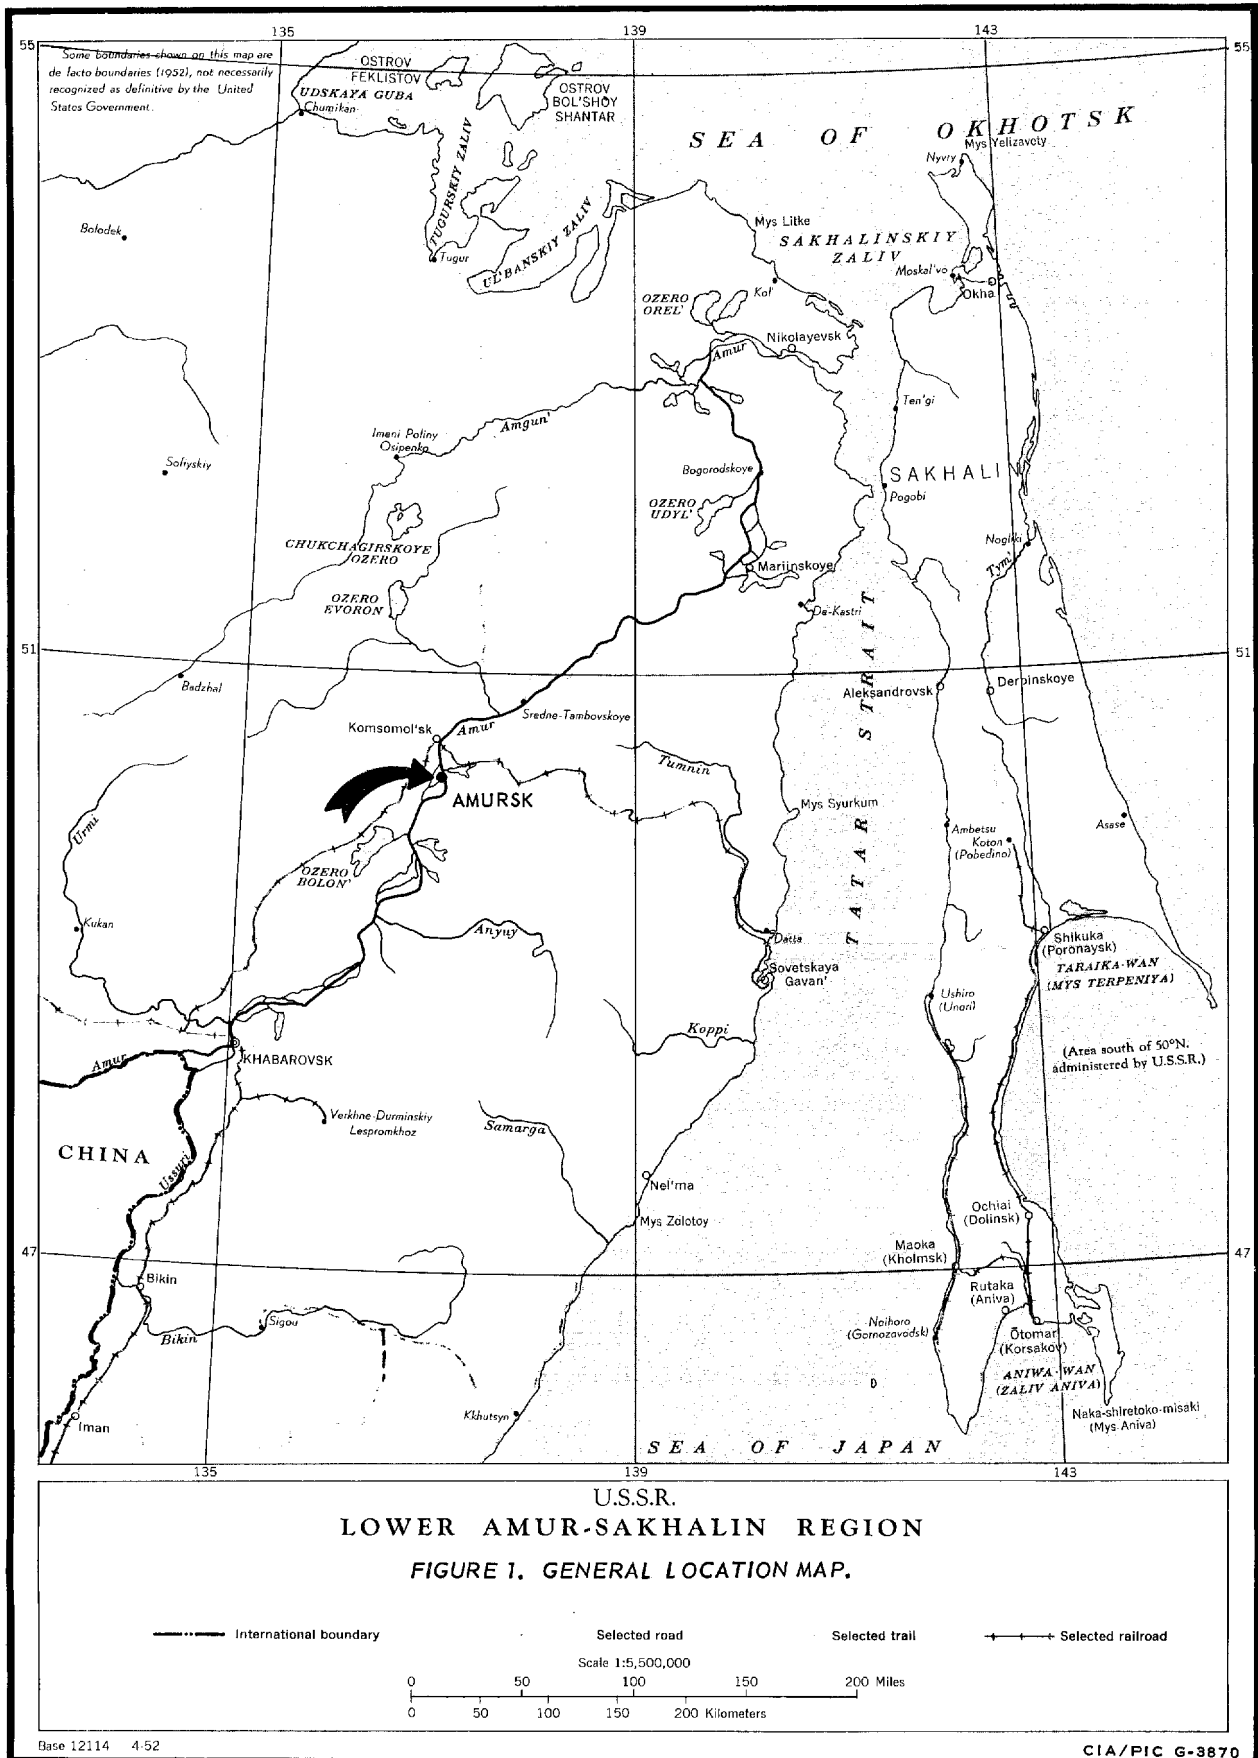 135
139
143
55
55
Some boundaries shown on this map are
de facto boundaries (1952), not necessarily
recognized as definitive by the United
States Government.
OSTROV
FEKLISTOV
OSTROV
BOL'SHOY
SHANTAR
UDSKAYA GUBA
Chumikan
SEA OF OKHOTSK
Mys Yelizavety
Nyvry
TUGURSKIY ZALIV
Bolodek
Tugur
UL'BANSKIY ZALIV
Mys Litke
SAKHALINSKIY
ZALIV
Moskal'vo
Okha
Kol'
OZERO
OREL'
Nikolayevsk
Amur
Ten'gi
Amgun'
Imeni Poliny
Osipenko
Sofiyskiy
Bogorodskoye
SAKHALIN
Pogobi
OZERO
UDYL'
CHUKCHAGIRSKOYE
OZERO
Nogliki
Tym'
Mariinskoye
OZERO
EVORON
De-Kastri
TATAR STRAIT
51
51
Badzhal
Aleksandrovsk
Derbinskoye
Sredne-Tambovskoye
Komsomol'sk
Amur
Tumnin
AMURSK
Mys Syurkum
Urmi
Ambetsu
Koton
(Pobedino)
Asase
OZERO
BOLON'
Kukan
Anyuy
Datta
Shikuka
(Poronaysk)
TARAIKA-WAN
(MYS TERPENIYA)
Sovetskaya
Gavan'
Ushiro
(Unari)
Koppi
(Area south of 50°N.
administered by U.S.S.R.)
Amur
KHABAROVSK
Verkhne-Durminskiy
Lespromkhoz
Samarga
CHINA
Ussuri
Nel'ma
Mys Zolotoy
Ochiai
(Dolinsk)
47
47
Maoka
(Kholmsk)
Bikin
Rutaka
(Aniva)
Sigou
Bikin
Naihoro
(Gornozavodsk)
Ōtomari
(Korsakov)
ANIWA-WAN
(ZALIV ANIVA)
Kkhutsyn
Naka-shiretoko-misaki
(Mys Aniva)
Iman
SEA OF JAPAN
135
139
143
U.S.S.R.
LOWER AMUR-SAKHALIN REGION
FIGURE 1. GENERAL LOCATION MAP.
International boundary
Selected road
Selected trail
Selected railroad
Scale 1:5,500,000
0 50 100 150 200 Miles
0 50 100 150 200 Kilometers
Base 12114 4-52
CIA/PIC G-3870